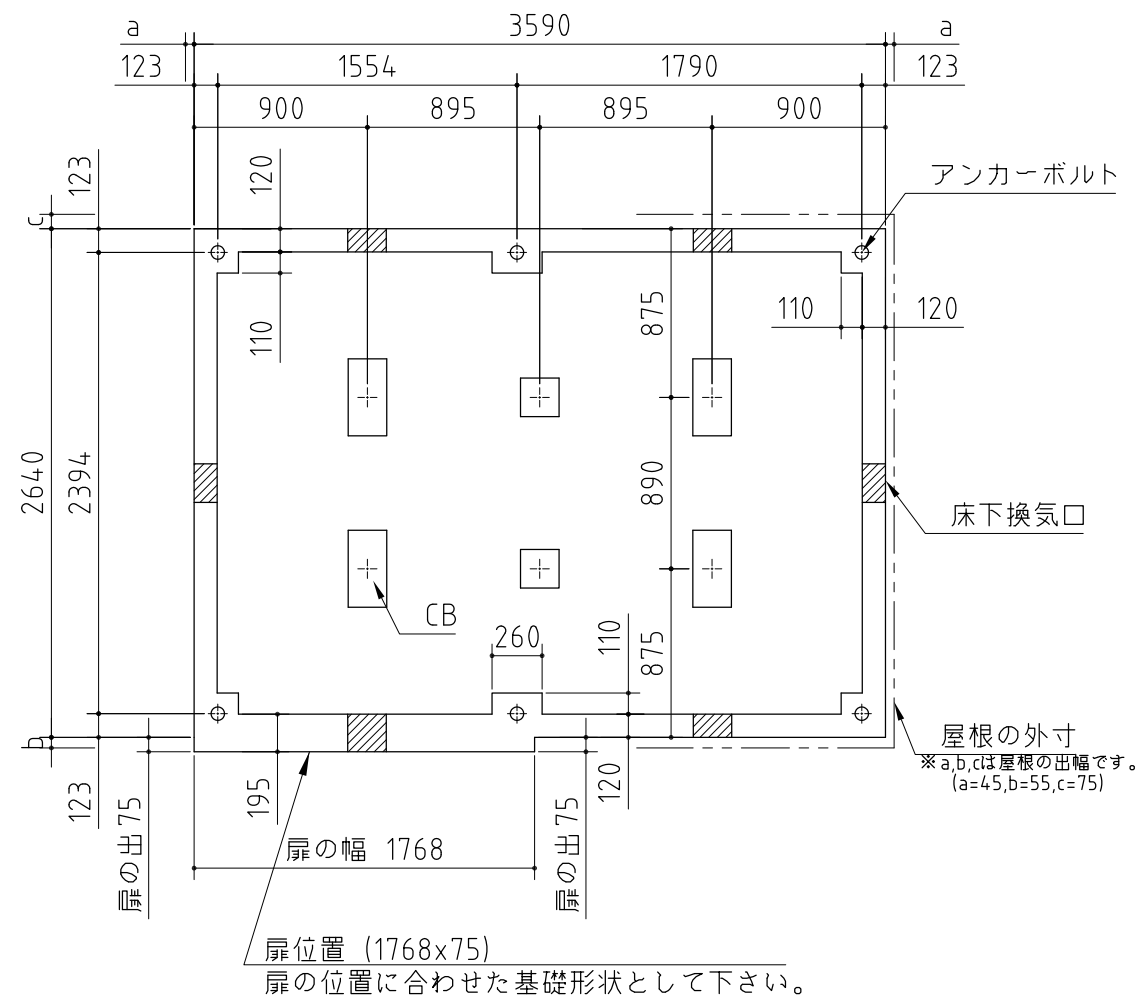 a 3590 a
123 1554 1790 123
900 895 895 900
123
120
アンカーボルト
c
875
110 120
110
2640
2394
890
床下換気口
CB
260
110
875
屋根の外寸
※a,b,cは屋根の出幅です。
(a=45,b=55,c=75)
b
123
195
120
扉の出 75
扉の幅 1768
扉の出 75
扉位置 (1768x75)
扉の位置に合わせた基礎形状として下さい。